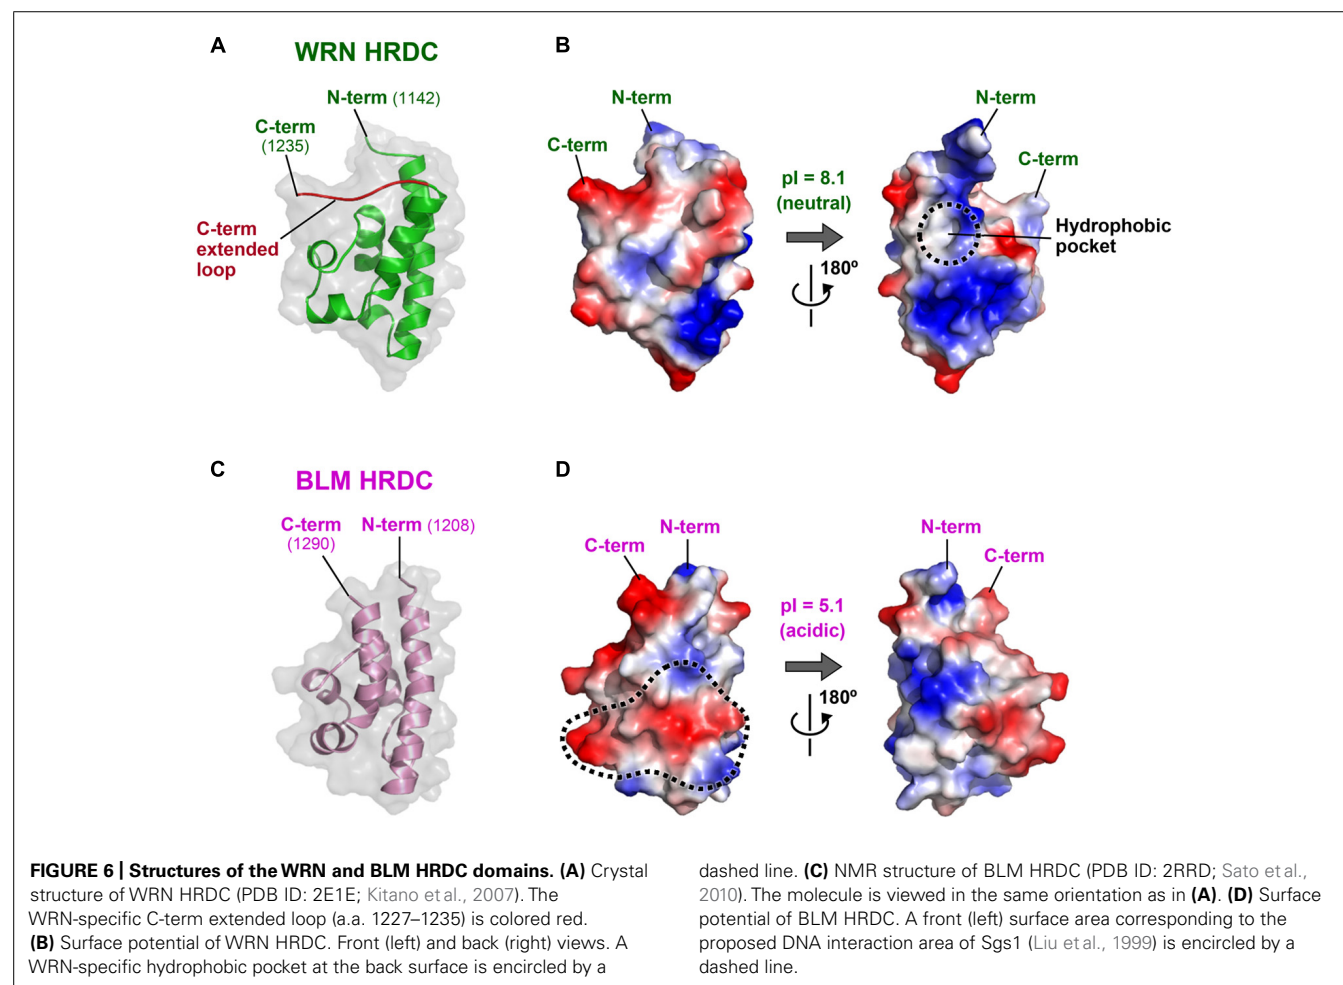 A
WRN HRDC
N-term (1142)
C-term
(1235)
C-term
extended
loop
B
N-term
C-term
pI = 8.1
(neutral)
180º
N-term
C-term
Hydrophobic
pocket
C
BLM HRDC
C-term
(1290)
N-term (1208)
D
N-term
C-term
pI = 5.1
(acidic)
180º
N-term
C-term
FIGURE 6 | Structures of the WRN and BLM HRDC domains. (A) Crystal
structure of WRN HRDC (PDB ID: 2E1E; Kitano et al., 2007). The
WRN-specific C-term extended loop (a.a. 1227–1235) is colored red.
(B) Surface potential of WRN HRDC. Front (left) and back (right) views. A
WRN-specific hydrophobic pocket at the back surface is encircled by a
dashed line. (C) NMR structure of BLM HRDC (PDB ID: 2RRD; Sato et al.,
2010). The molecule is viewed in the same orientation as in (A). (D) Surface
potential of BLM HRDC. A front (left) surface area corresponding to the
proposed DNA interaction area of Sgs1 (Liu et al., 1999) is encircled by a
dashed line.